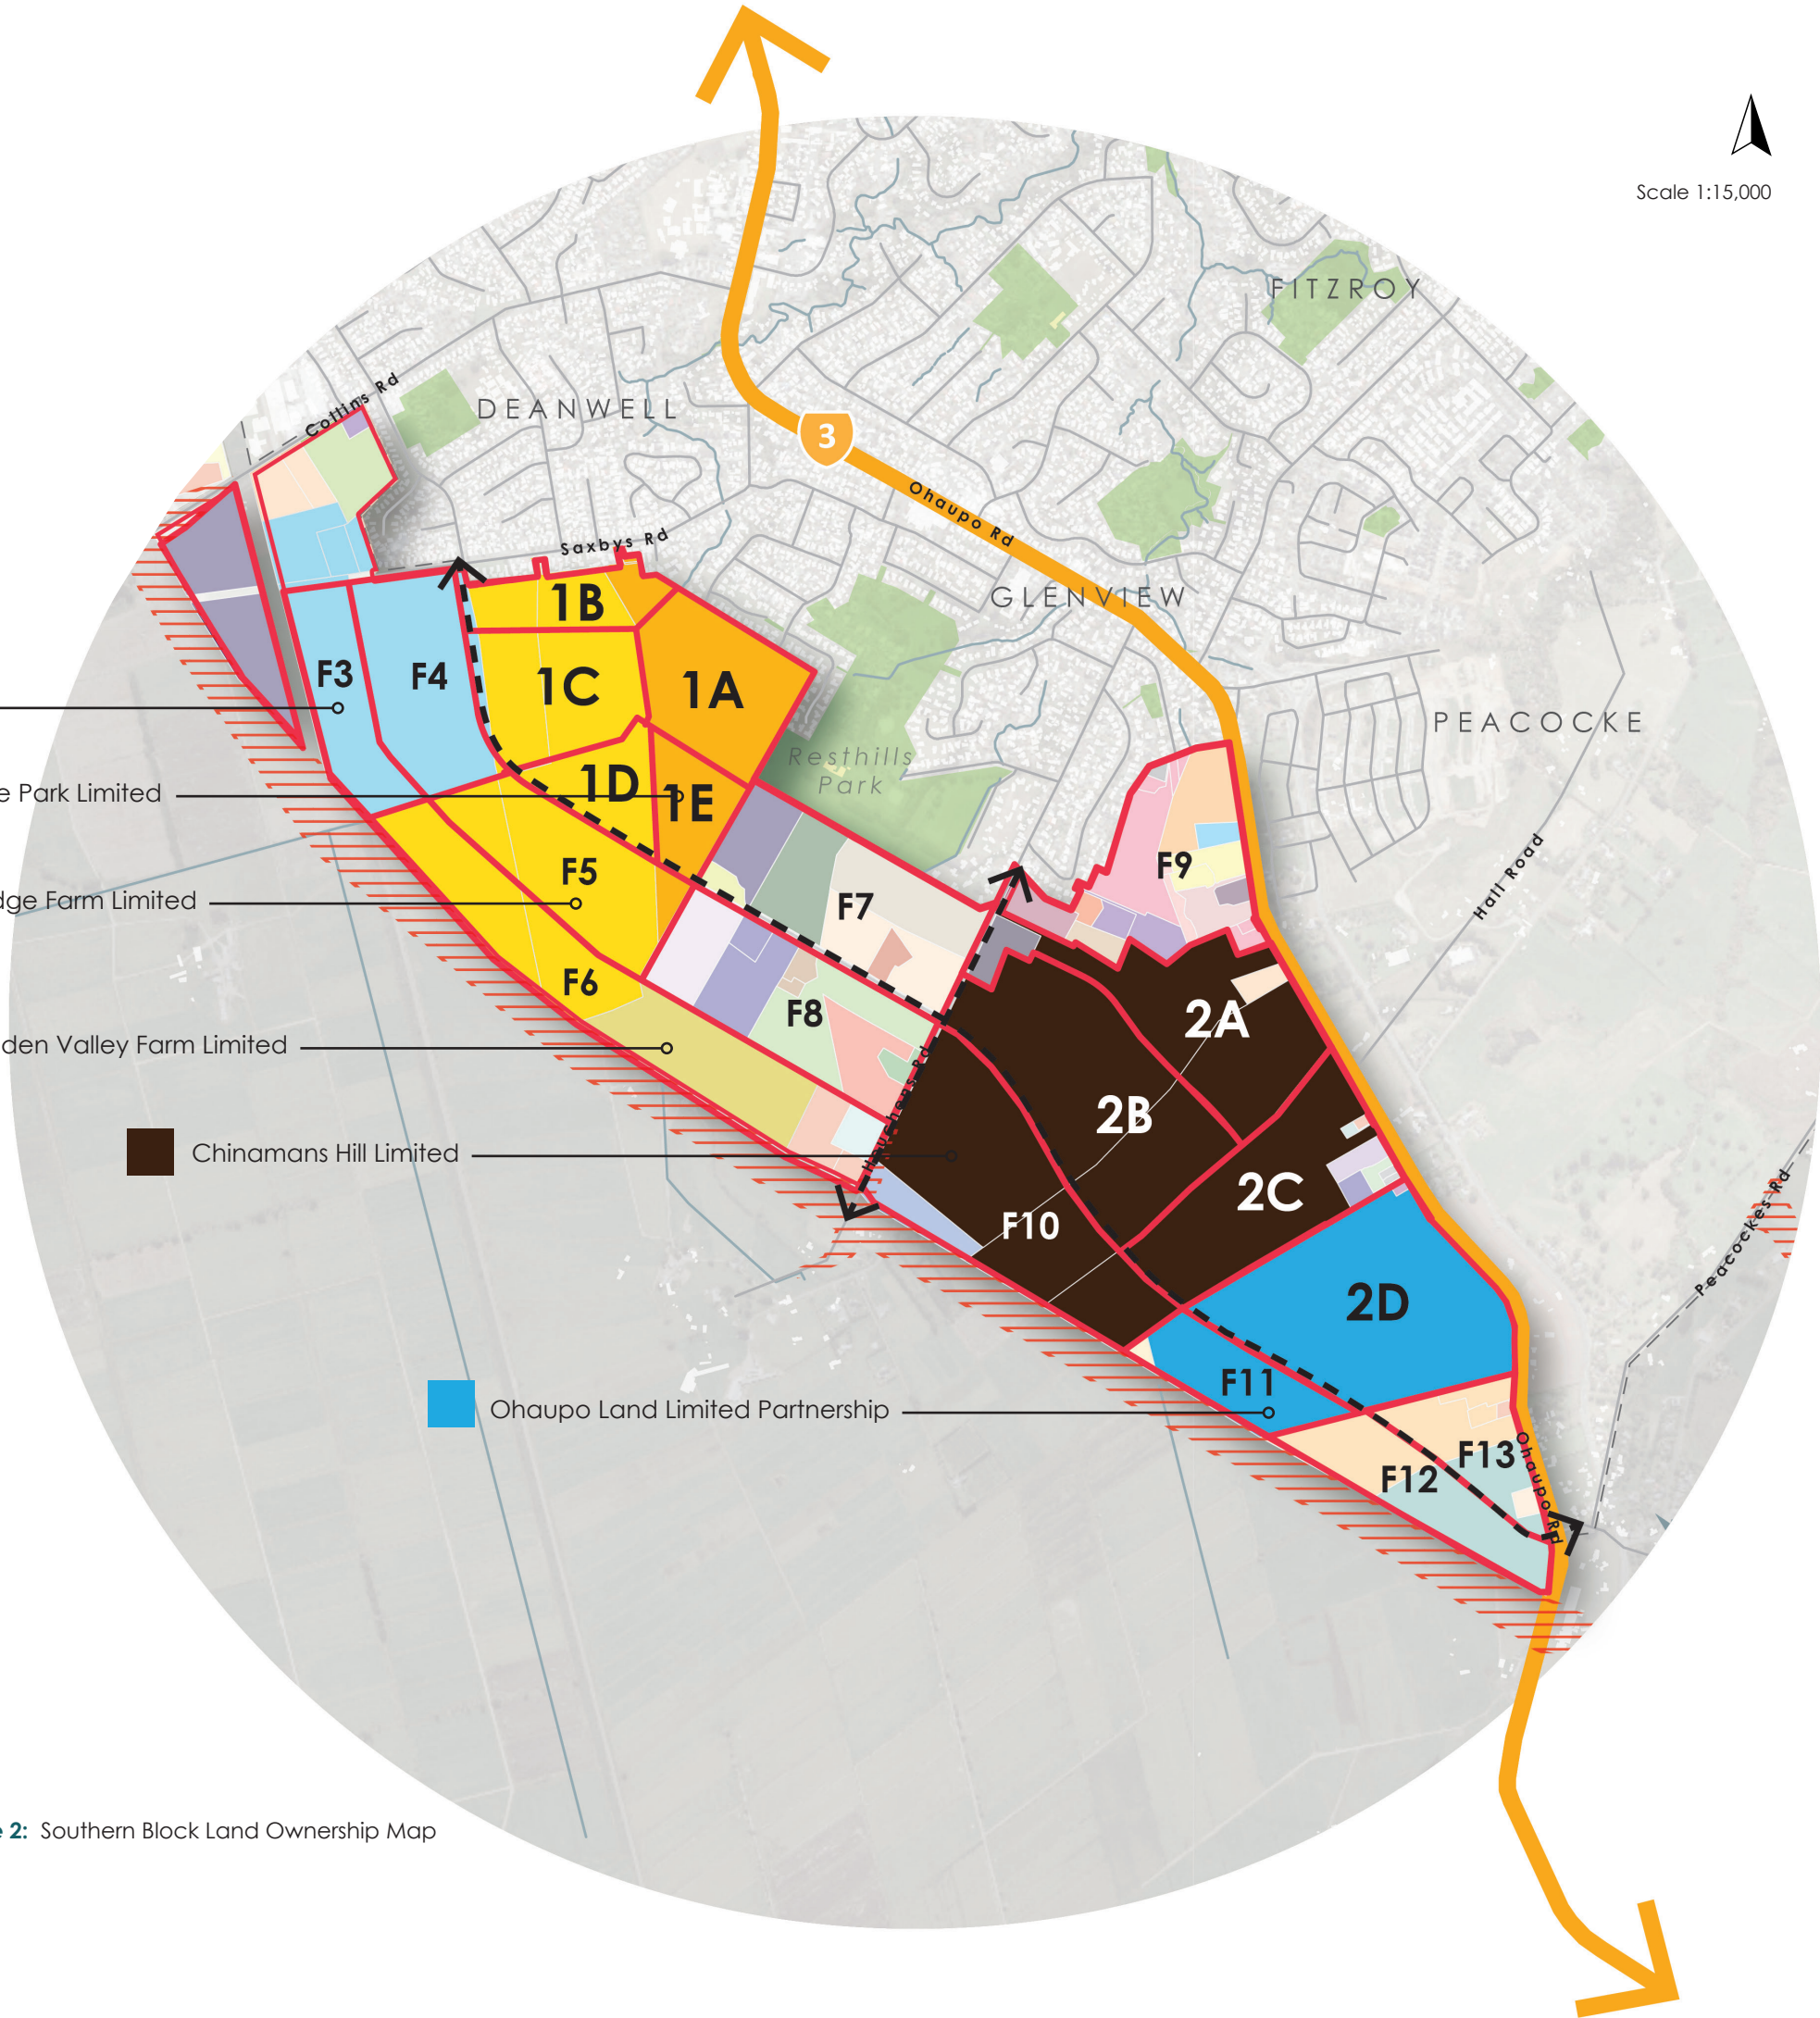 Scale 1:15,000
FITZROY
Collins Rd
DEANWELL
3
Ohaupo Rd
Saxbys Rd
GLENVIEW
1B
F3
F4
1C
1A
PEACOCKE
Resthills
Park
e Park Limited
1D
1E
Hall Road
F5
F9
dge Farm Limited
F7
F6
F8
2A
den Valley Farm Limited
2B
Houchens Rd
Chinamans Hill Limited
2C
F10
Peacockes Rd
2D
F11
Ohaupo Land Limited Partnership
F13
F12
Ohaupo Rd
e 2: Southern Block Land Ownership Map